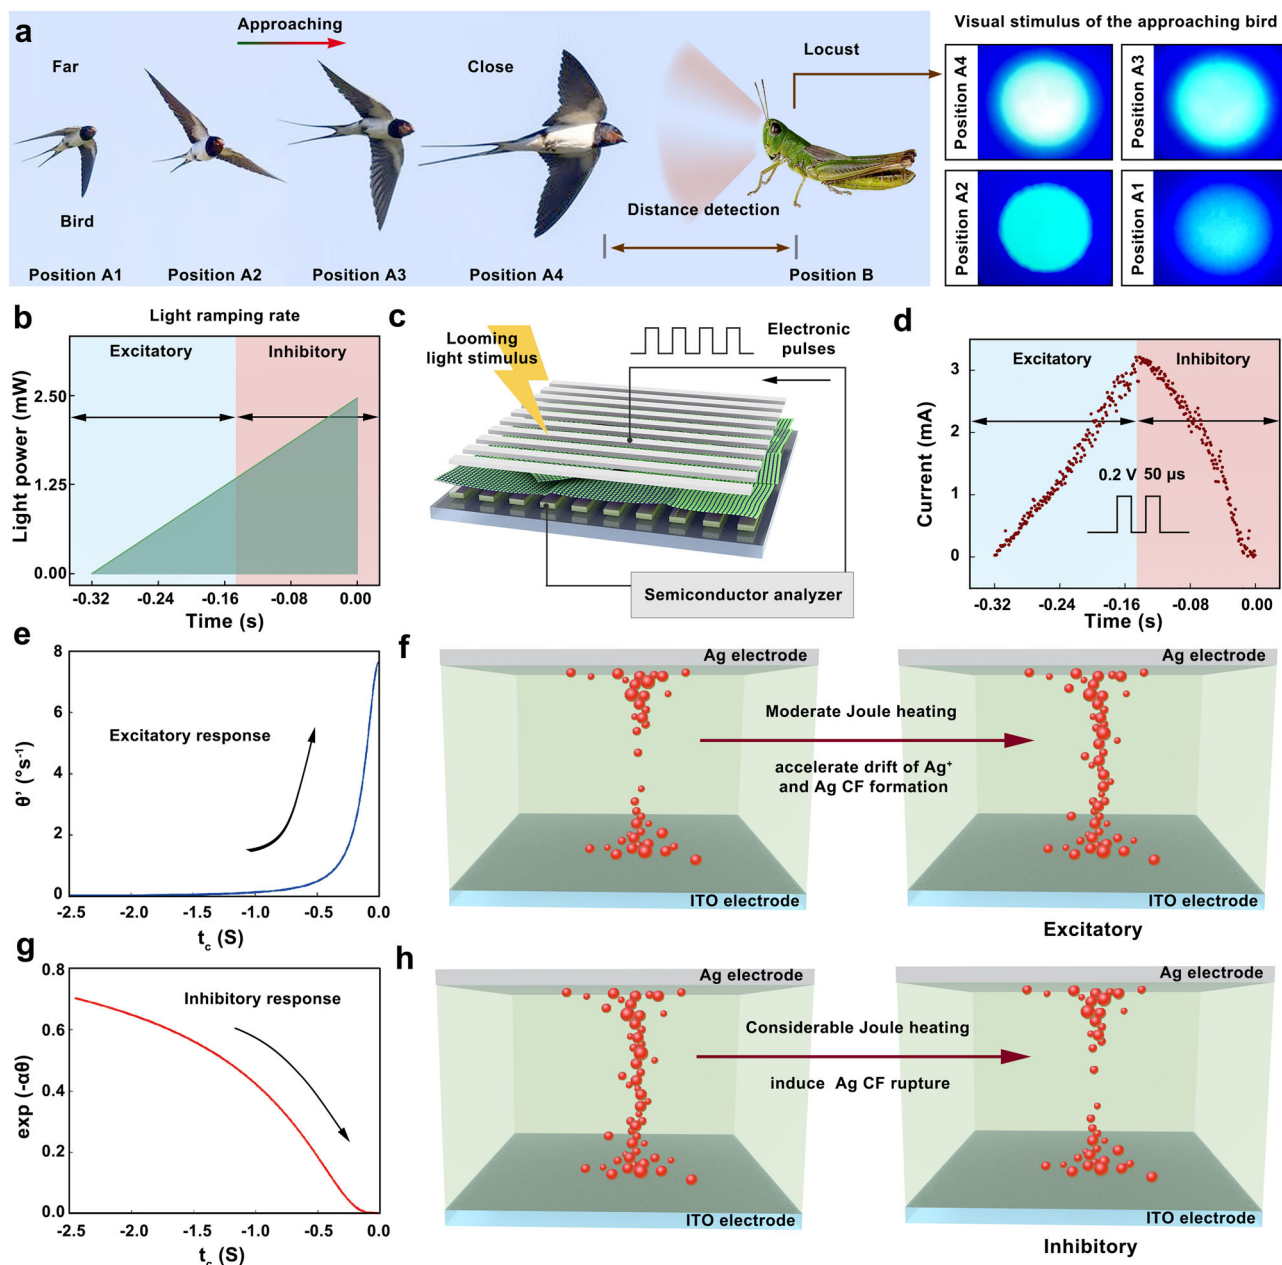 a
Approaching
Far
Close
Locust
Bird
Distance detection
Position A1
Position A2
Position A3
Position A4
Position B
Visual stimulus of the approaching bird
Position A4
Position A3
Position A2
Position A1
b
Light ramping rate
Excitatory
Inhibitory
Light power (mW)
2.50
1.25
0.00
-0.32
-0.24
-0.16
-0.08
0.00
Time (s)
c
Looming
light stimulus
Electronic
pulses
Semiconductor analyzer
d
Excitatory
Inhibitory
Current (mA)
3
2
1
0
0.2 V 50 µs
-0.32
-0.24
-0.16
-0.08
0.00
Time (s)
e
θ' (°s⁻¹)
8
6
4
2
0
Excitatory response
-2.5
-2.0
-1.5
-1.0
-0.5
0.0
t_c (S)
f
Ag electrode
ITO electrode
Moderate Joule heating
accelerate drift of Ag⁺
and Ag CF formation
Ag electrode
ITO electrode
Excitatory
g
exp (-αθ)
0.8
0.6
0.4
0.2
0.0
Inhibitory response
-2.5
-2.0
-1.5
-1.0
-0.5
0.0
t_c (S)
h
Ag electrode
ITO electrode
Considerable Joule heating
induce Ag CF rupture
Ag electrode
ITO electrode
Inhibitory